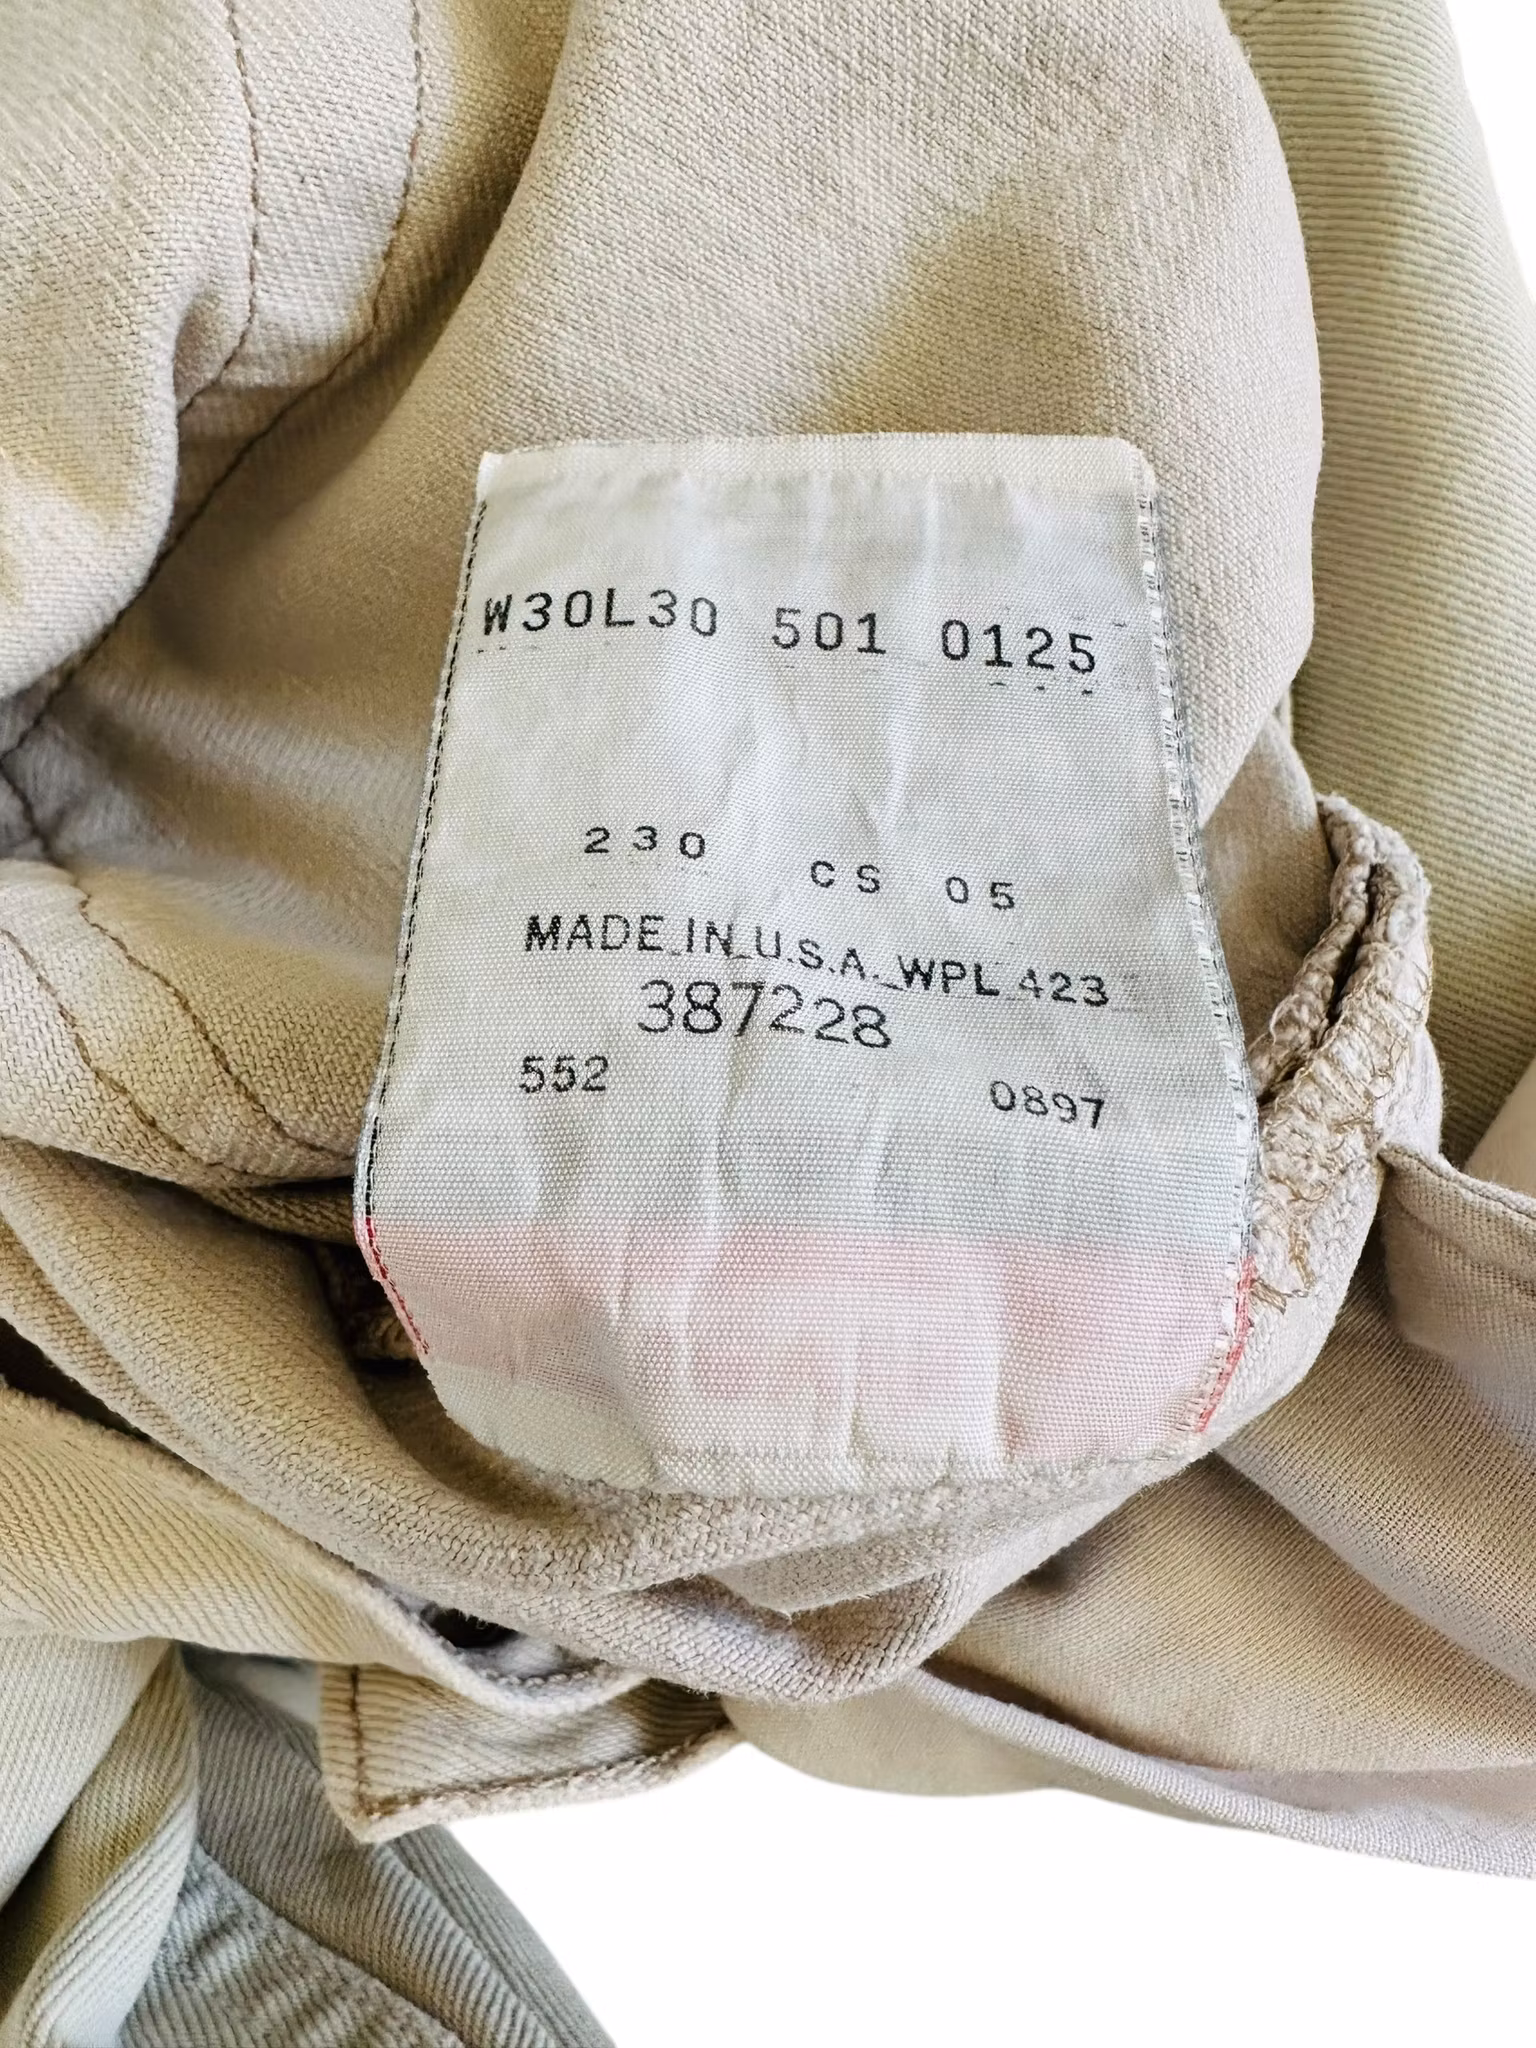 W30L30 501 0125
230 CS 05
MADE IN U.S.A. WPL 423
387228
552 0897